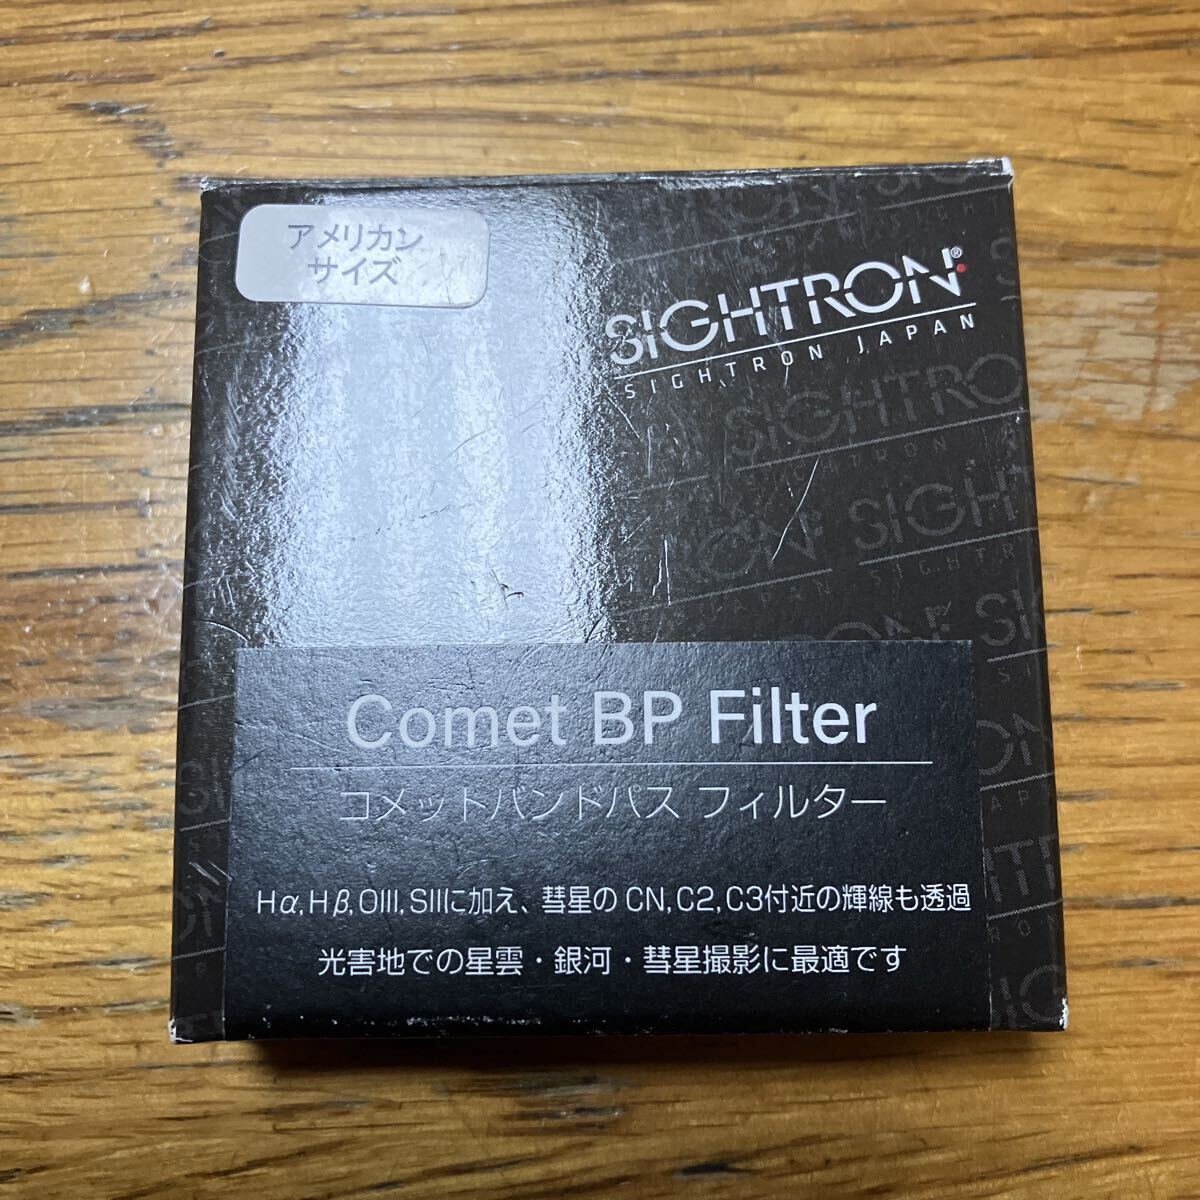 アメリカン
サイズ
SIGHTRON®
SIGHTRON JAPAN
Comet BP Filter
コメットバンドパス フィルター
Hα,Hβ,OIII,SIIに加え、彗星の CN,C2,C3付近の輝線も透過
光害地での星雲・銀河・彗星撮影に最適です